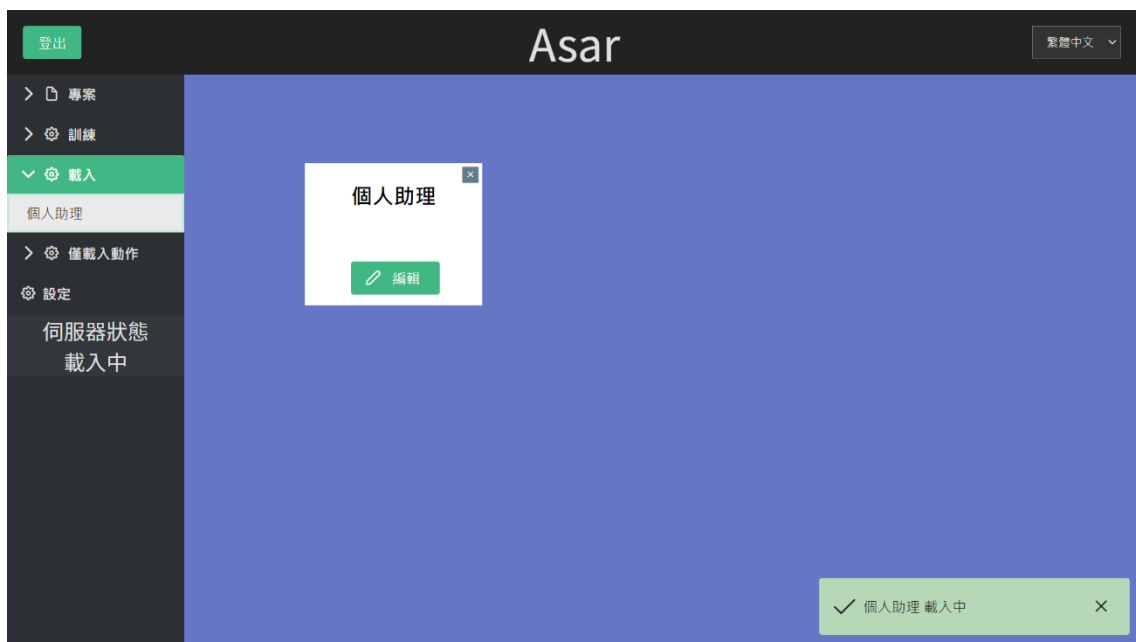 登出
Asar
繁體中文
專案
訓練
載入
個人助理
僅載入動作
設定
伺服器狀態
載入中
個人助理
編輯
個人助理 載入中